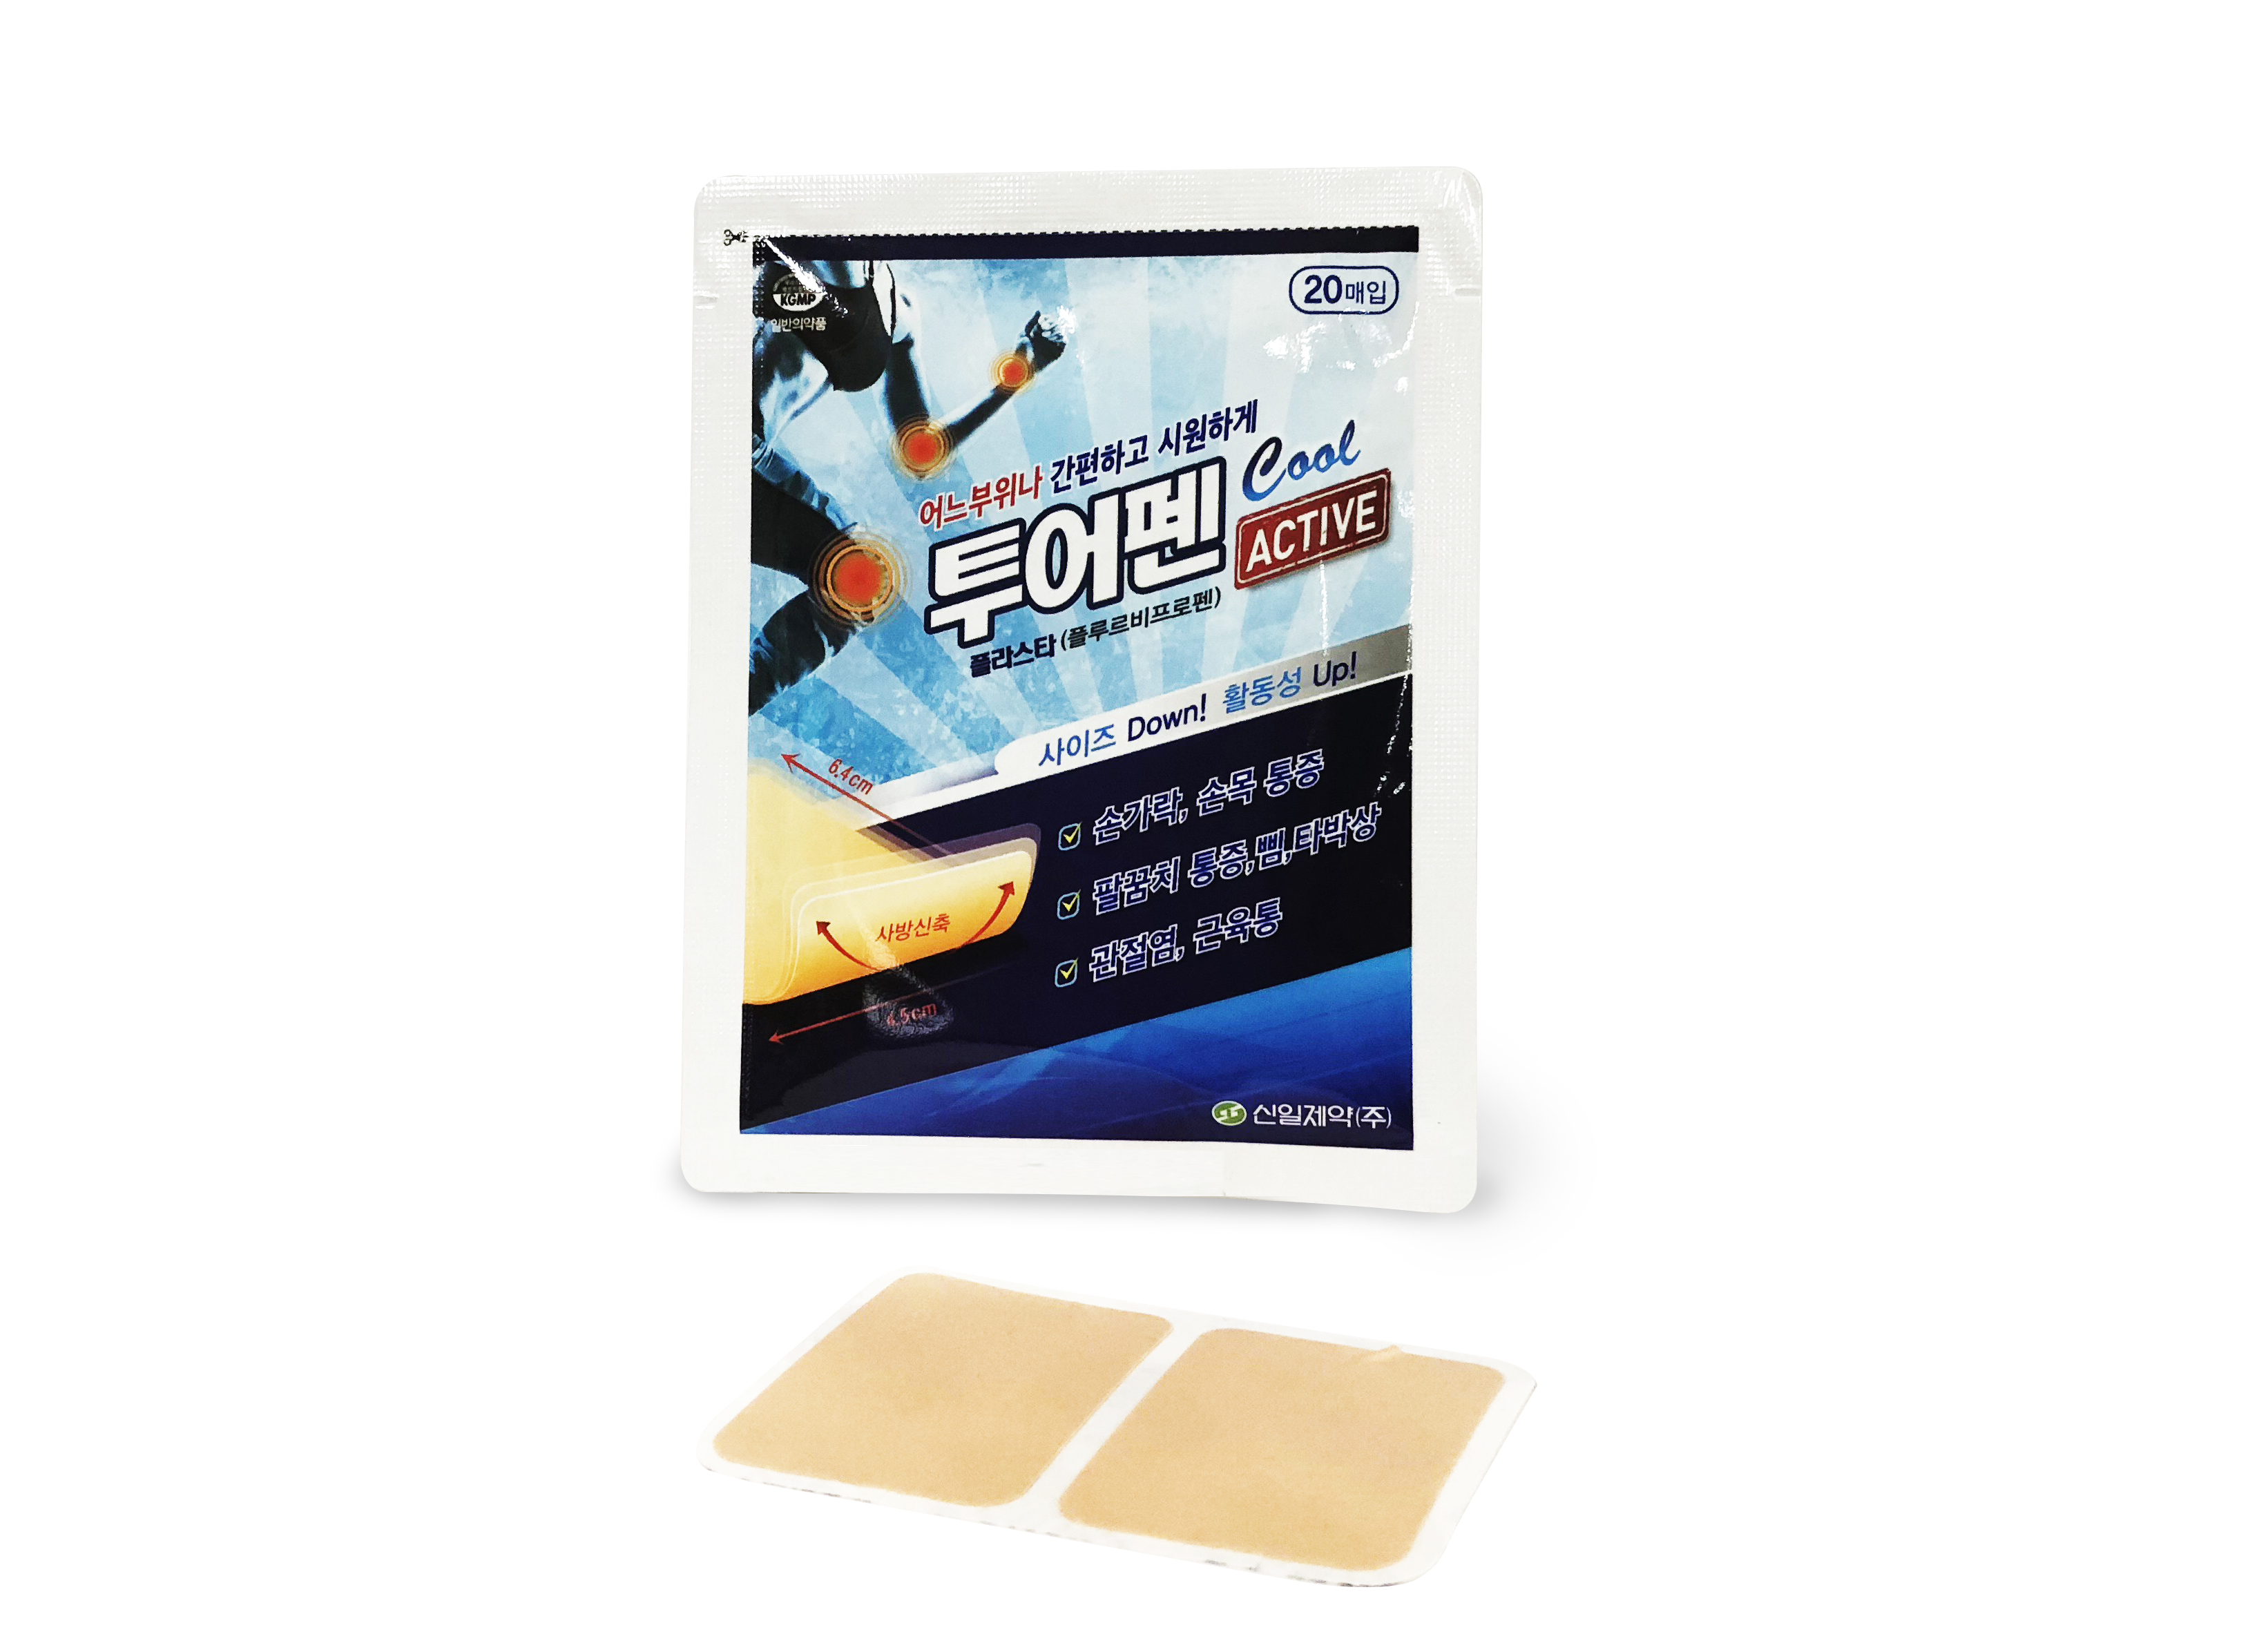 KGMP
일반의약품
20매입
어느부위나 간편하고 시원하게
투어펜 Cool
ACTIVE
플라스타 (플루르비프로펜)
사이즈 Down! 활동성 Up!
6.4cm
손가락, 손목 통증
팔꿈치 통증,삠,타박상
관절염, 근육통
사방신축
4.5cm
신일제약(주)